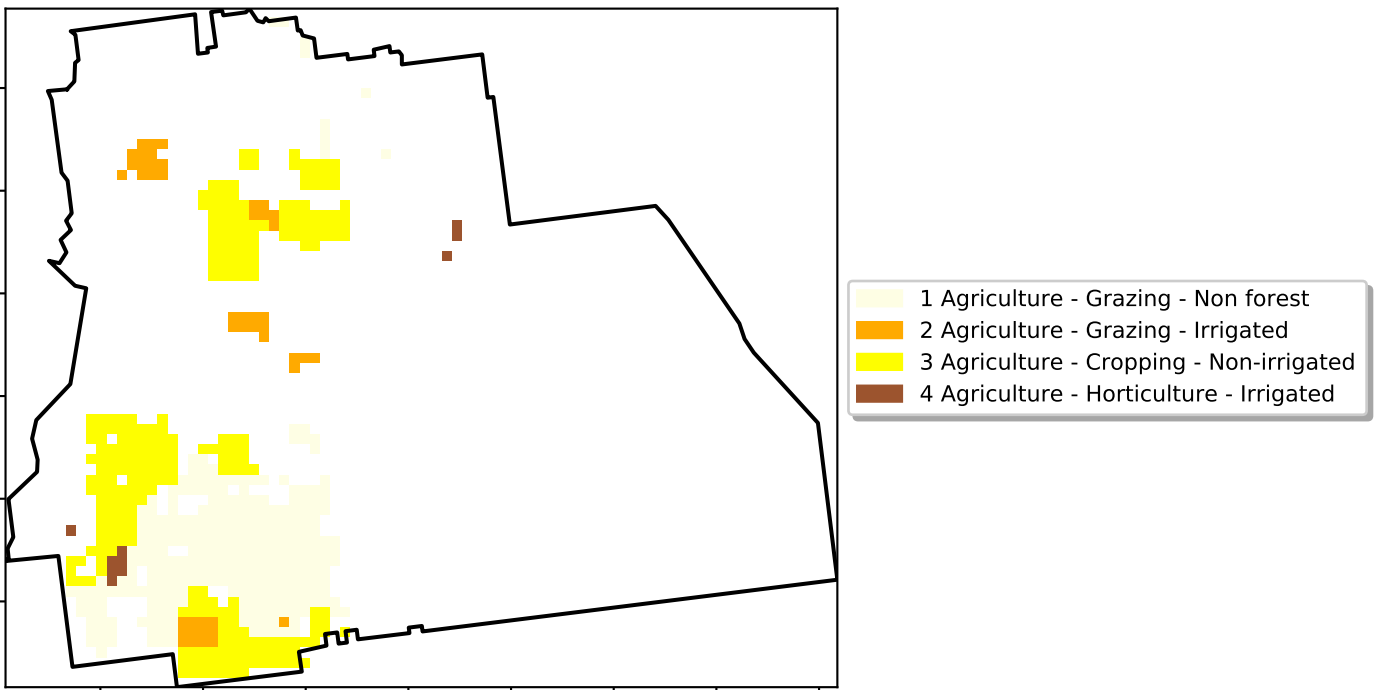 1 Agriculture - Grazing - Non forest
2 Agriculture - Grazing - Irrigated
3 Agriculture - Cropping - Non-irrigated
4 Agriculture - Horticulture - Irrigated